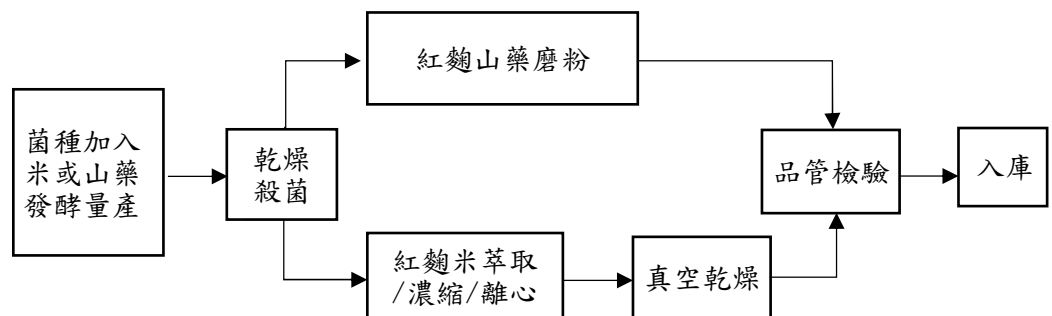 菌種加入
米或山藥
發酵量產
乾燥
殺菌
紅麴山藥磨粉
紅麴米萃取
/濃縮/離心
真空乾燥
品管檢驗
入庫